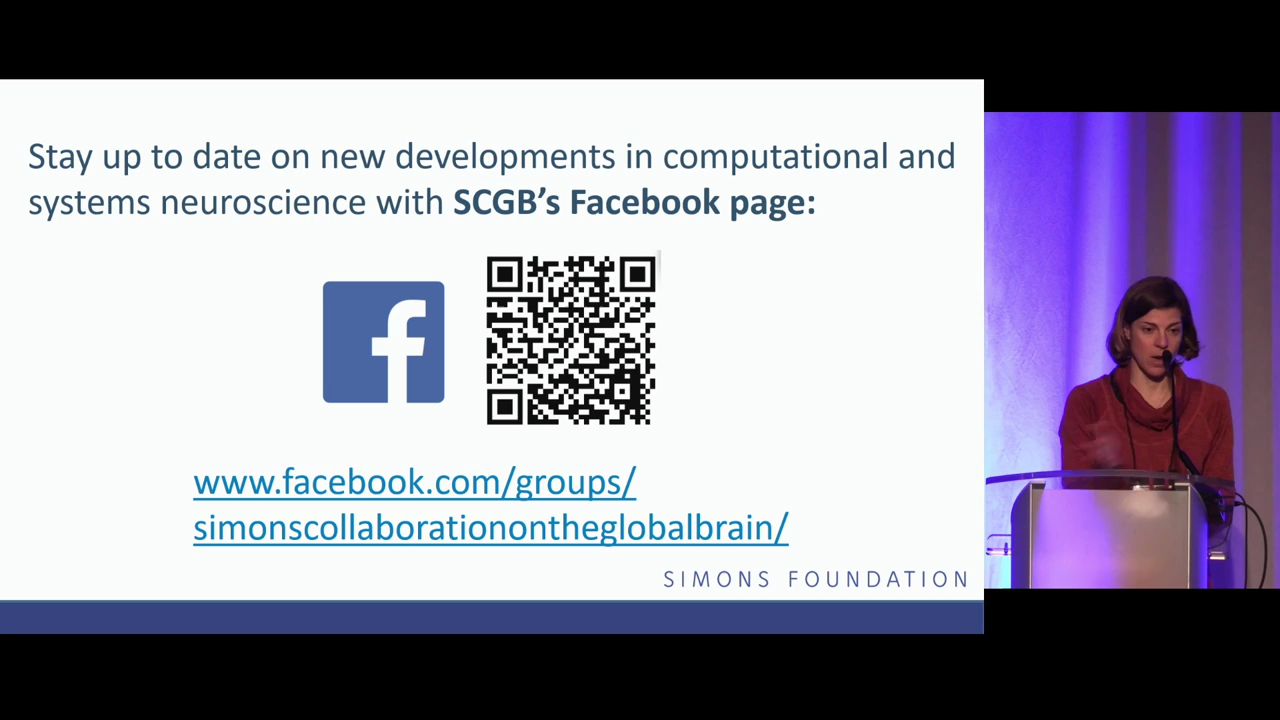 Stay up to date on new developments in computational and
systems neuroscience with SCGB’s Facebook page:
f
www.facebook.com/groups/
simonscollaborationontheglobalbrain/
SIMONS FOUNDATION